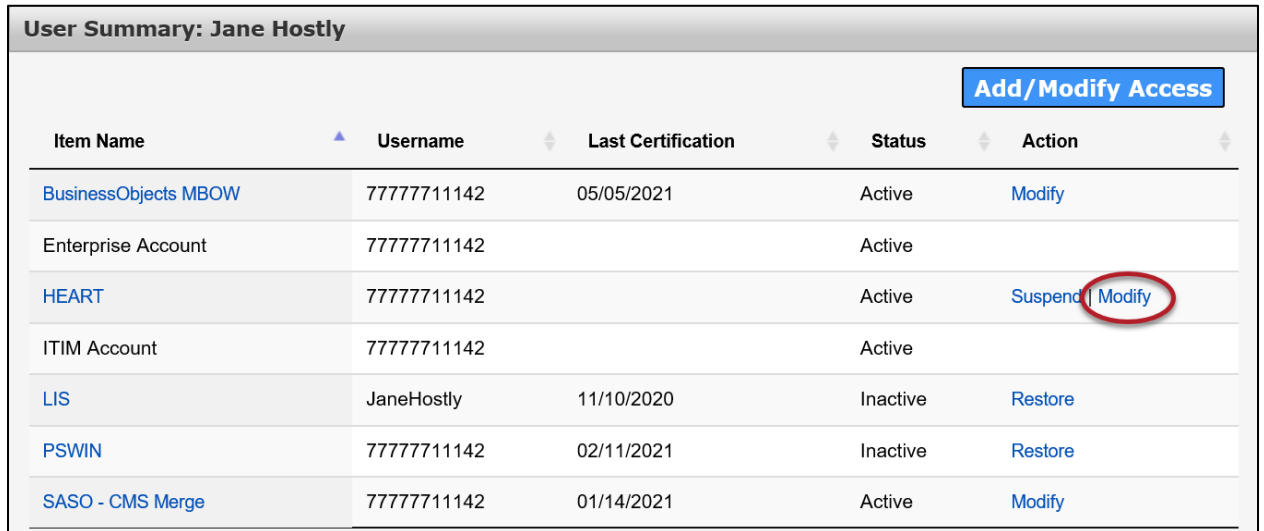 User Summary: Jane Hostly
Add/Modify Access
Item Name Username Last Certification Status Action
BusinessObjects MBOW 77777711142 05/05/2021 Active Modify
Enterprise Account 77777711142 Active
HEART 77777711142 Active Suspend | Modify
ITIM Account 77777711142 Active
LIS JaneHostly 11/10/2020 Inactive Restore
PSWIN 77777711142 02/11/2021 Inactive Restore
SASO - CMS Merge 77777711142 01/14/2021 Active Modify